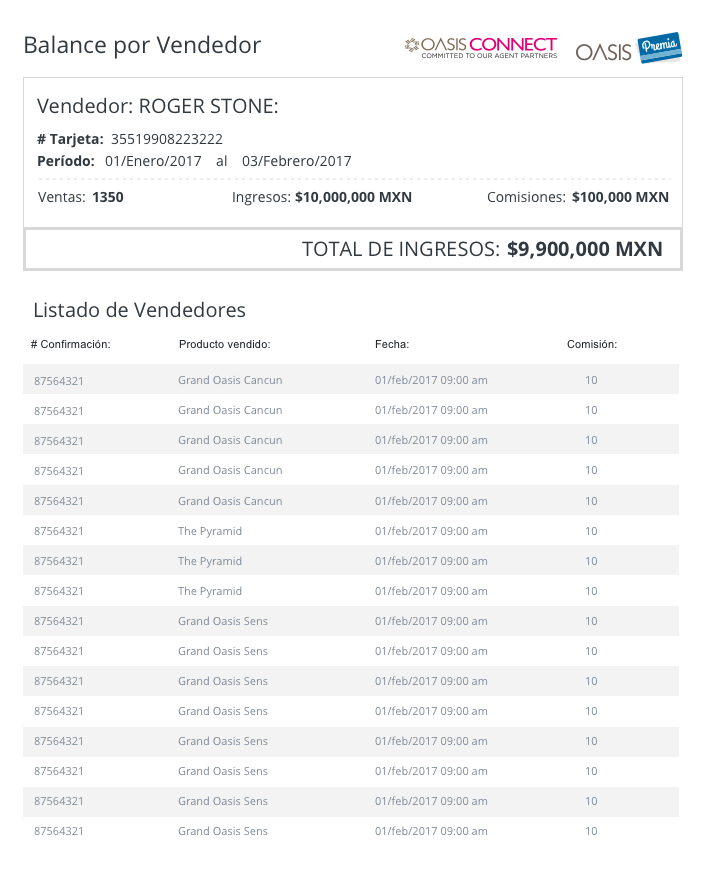 Balance por Vendedor
OASIS CONNECT
COMMITTED TO OUR AGENT PARTNERS
OASIS Premia
Vendedor: ROGER STONE:
# Tarjeta: 35519908223222
Período: 01/Enero/2017 al 03/Febrero/2017
Ventas: 1350 Ingresos: $10,000,000 MXN Comisiones: $100,000 MXN
TOTAL DE INGRESOS: $9,900,000 MXN
Listado de Vendedores
# Confirmación: Producto vendido: Fecha: Comisión:
87564321 Grand Oasis Cancun 01/feb/2017 09:00 am 10
87564321 Grand Oasis Cancun 01/feb/2017 09:00 am 10
87564321 Grand Oasis Cancun 01/feb/2017 09:00 am 10
87564321 Grand Oasis Cancun 01/feb/2017 09:00 am 10
87564321 Grand Oasis Cancun 01/feb/2017 09:00 am 10
87564321 The Pyramid 01/feb/2017 09:00 am 10
87564321 The Pyramid 01/feb/2017 09:00 am 10
87564321 The Pyramid 01/feb/2017 09:00 am 10
87564321 Grand Oasis Sens 01/feb/2017 09:00 am 10
87564321 Grand Oasis Sens 01/feb/2017 09:00 am 10
87564321 Grand Oasis Sens 01/feb/2017 09:00 am 10
87564321 Grand Oasis Sens 01/feb/2017 09:00 am 10
87564321 Grand Oasis Sens 01/feb/2017 09:00 am 10
87564321 Grand Oasis Sens 01/feb/2017 09:00 am 10
87564321 Grand Oasis Sens 01/feb/2017 09:00 am 10
87564321 Grand Oasis Sens 01/feb/2017 09:00 am 10